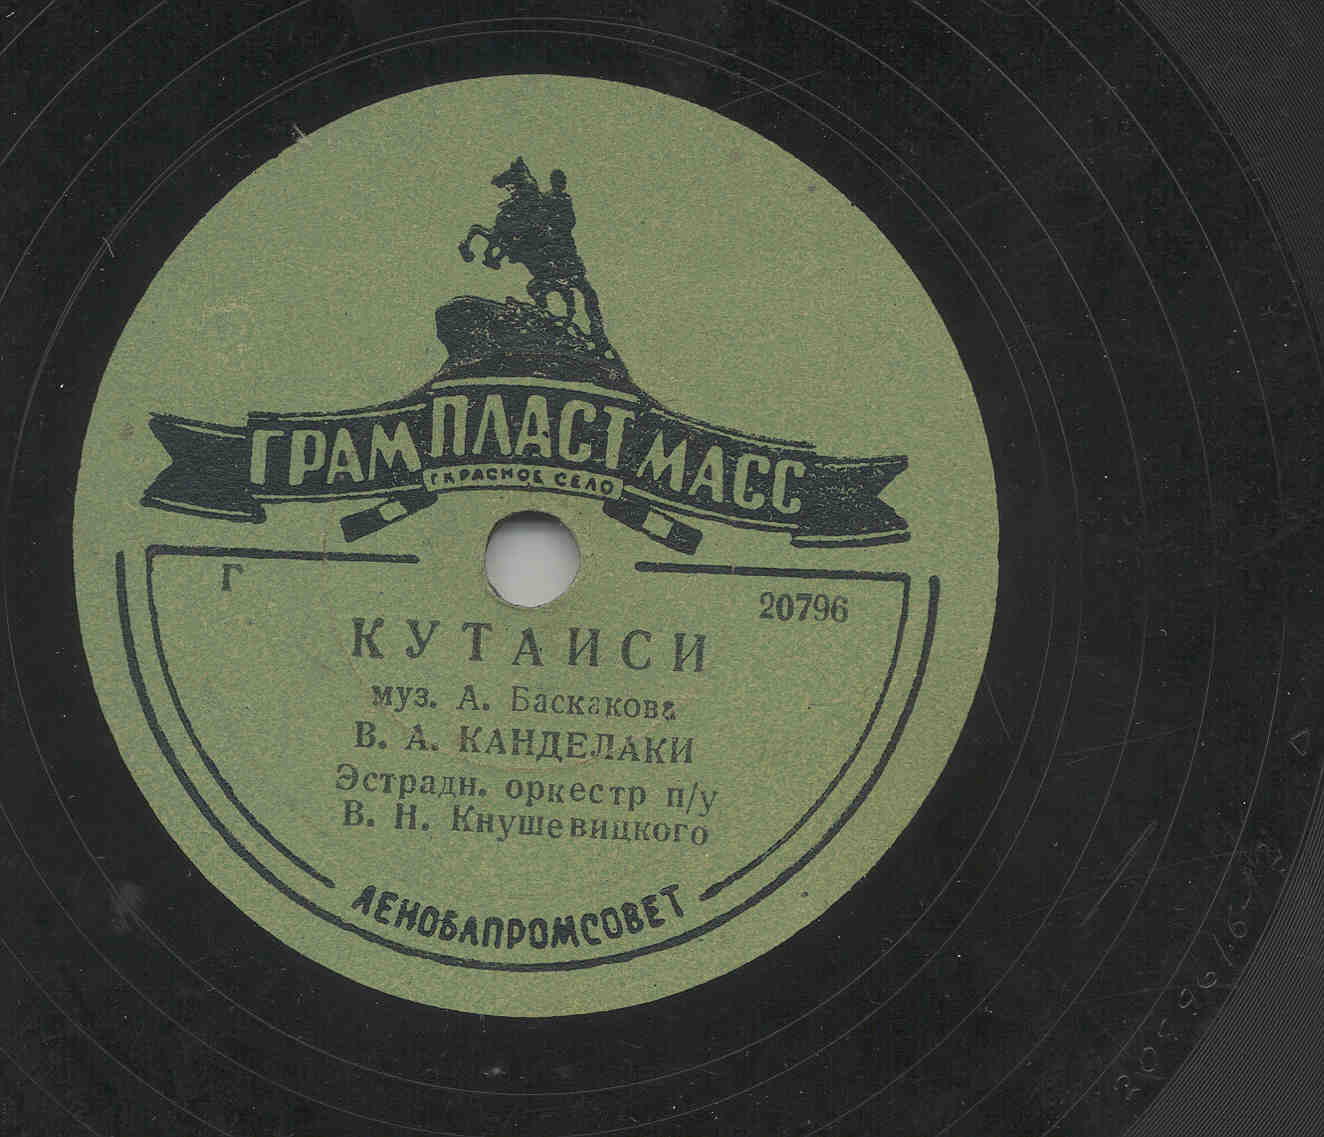 ГРАМПЛАСТМАСС
Г КРАСНОЕ СЕЛО
Г
20796
КУТАИСИ
муз. А. Баскакова
В. А. КАНДЕЛАКИ
Эстрадн. оркестр п/у
В. Н. Кнушевицкого
ЛЕНОБЛПРОМСОВЕТ